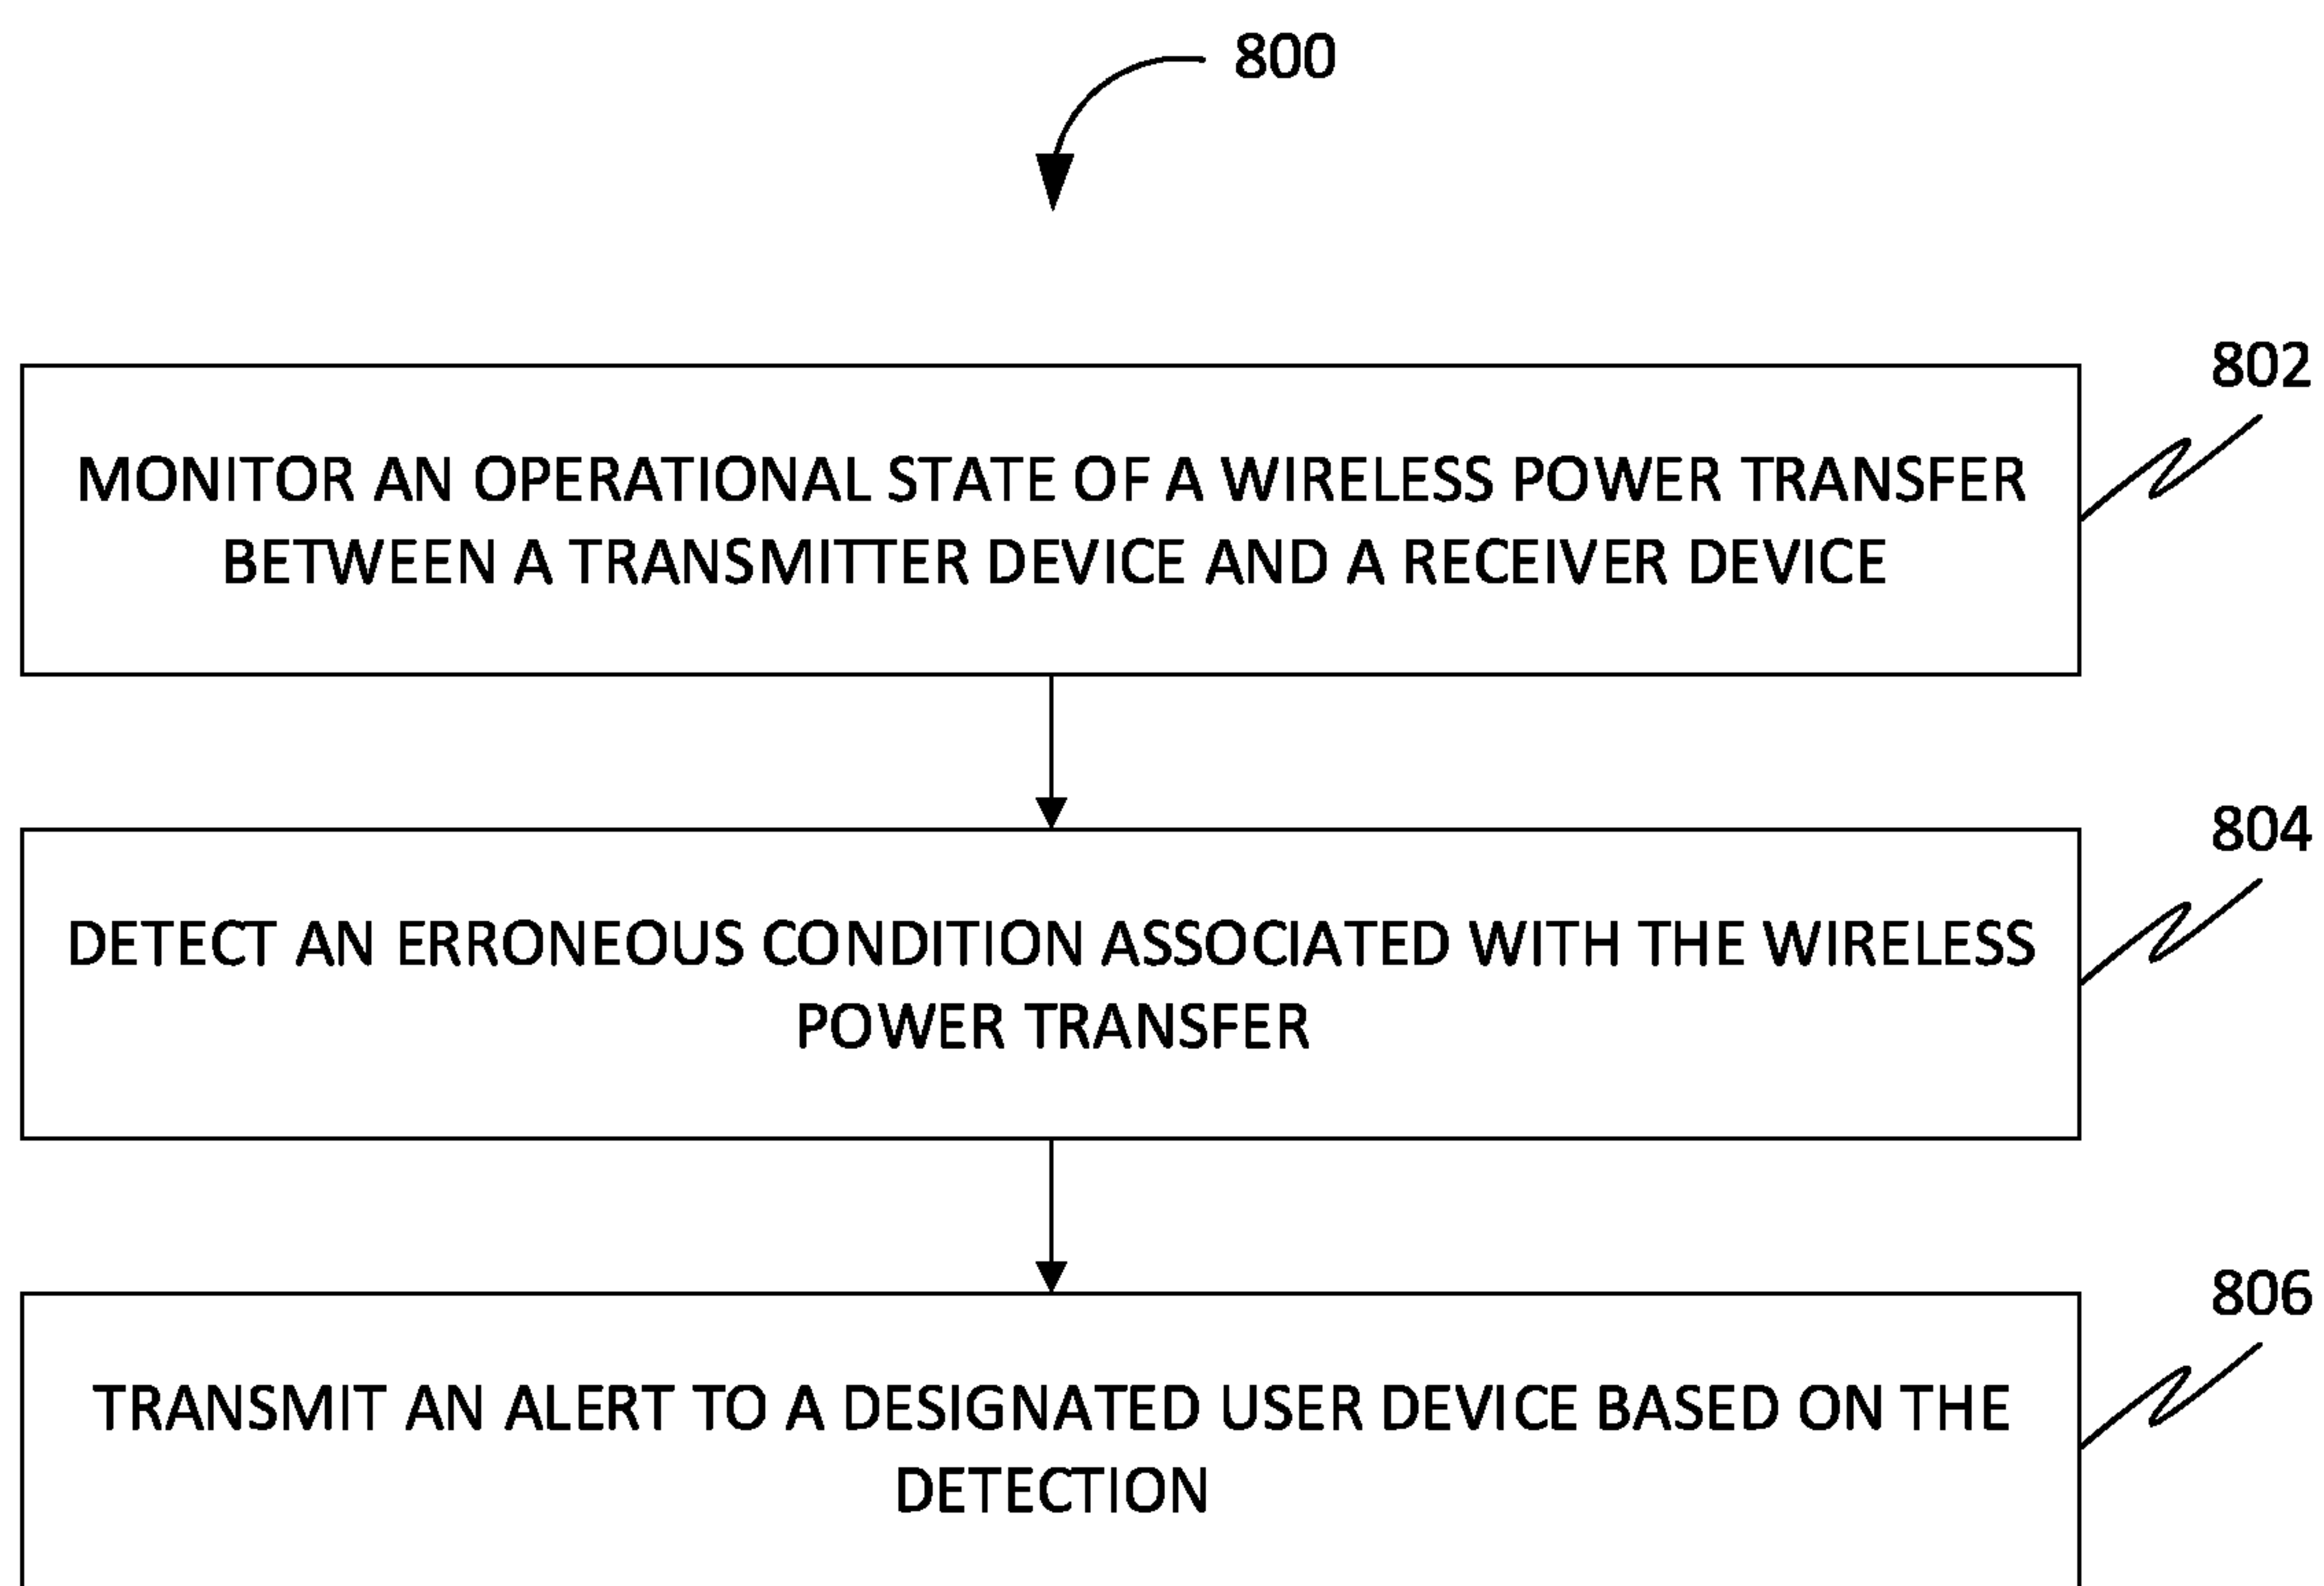 800
802
MONITOR AN OPERATIONAL STATE OF A WIRELESS POWER TRANSFER
BETWEEN A TRANSMITTER DEVICE AND A RECEIVER DEVICE
804
DETECT AN ERRONEOUS CONDITION ASSOCIATED WITH THE WIRELESS
POWER TRANSFER
806
TRANSMIT AN ALERT TO A DESIGNATED USER DEVICE BASED ON THE
DETECTION